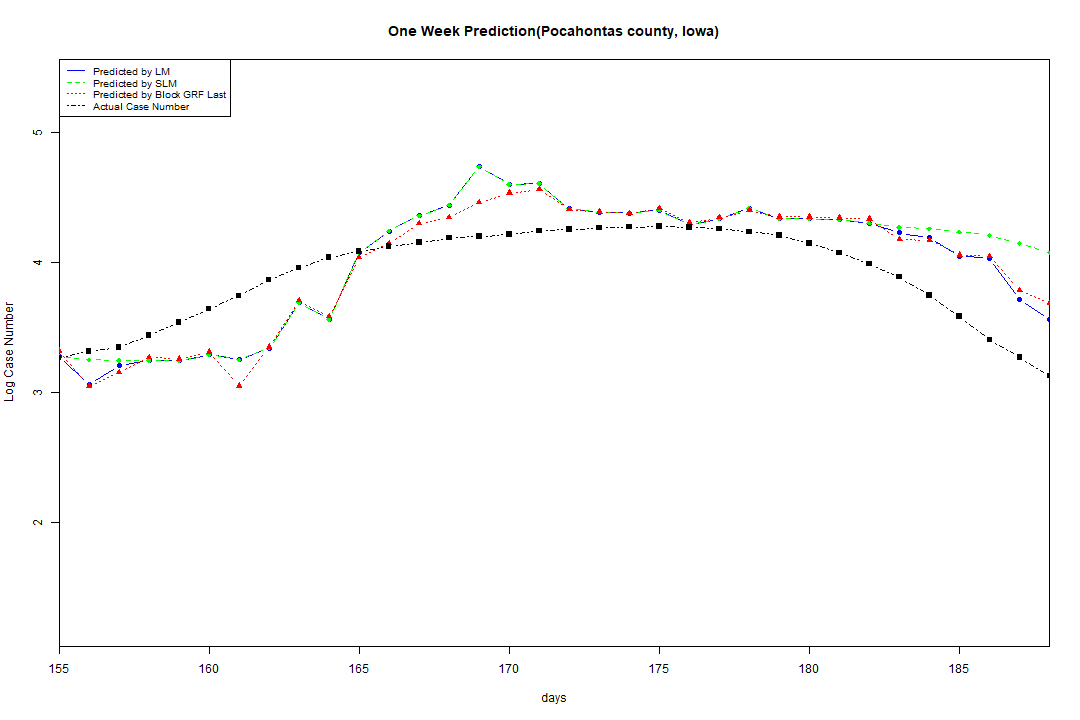 One Week Prediction(Pocahontas county, Iowa)
Predicted by LM
Predicted by SLM
Predicted by Block GRF Last
Actual Case Number
5
4
3
2
Log Case Number
155 160 165 170 175 180 185
days